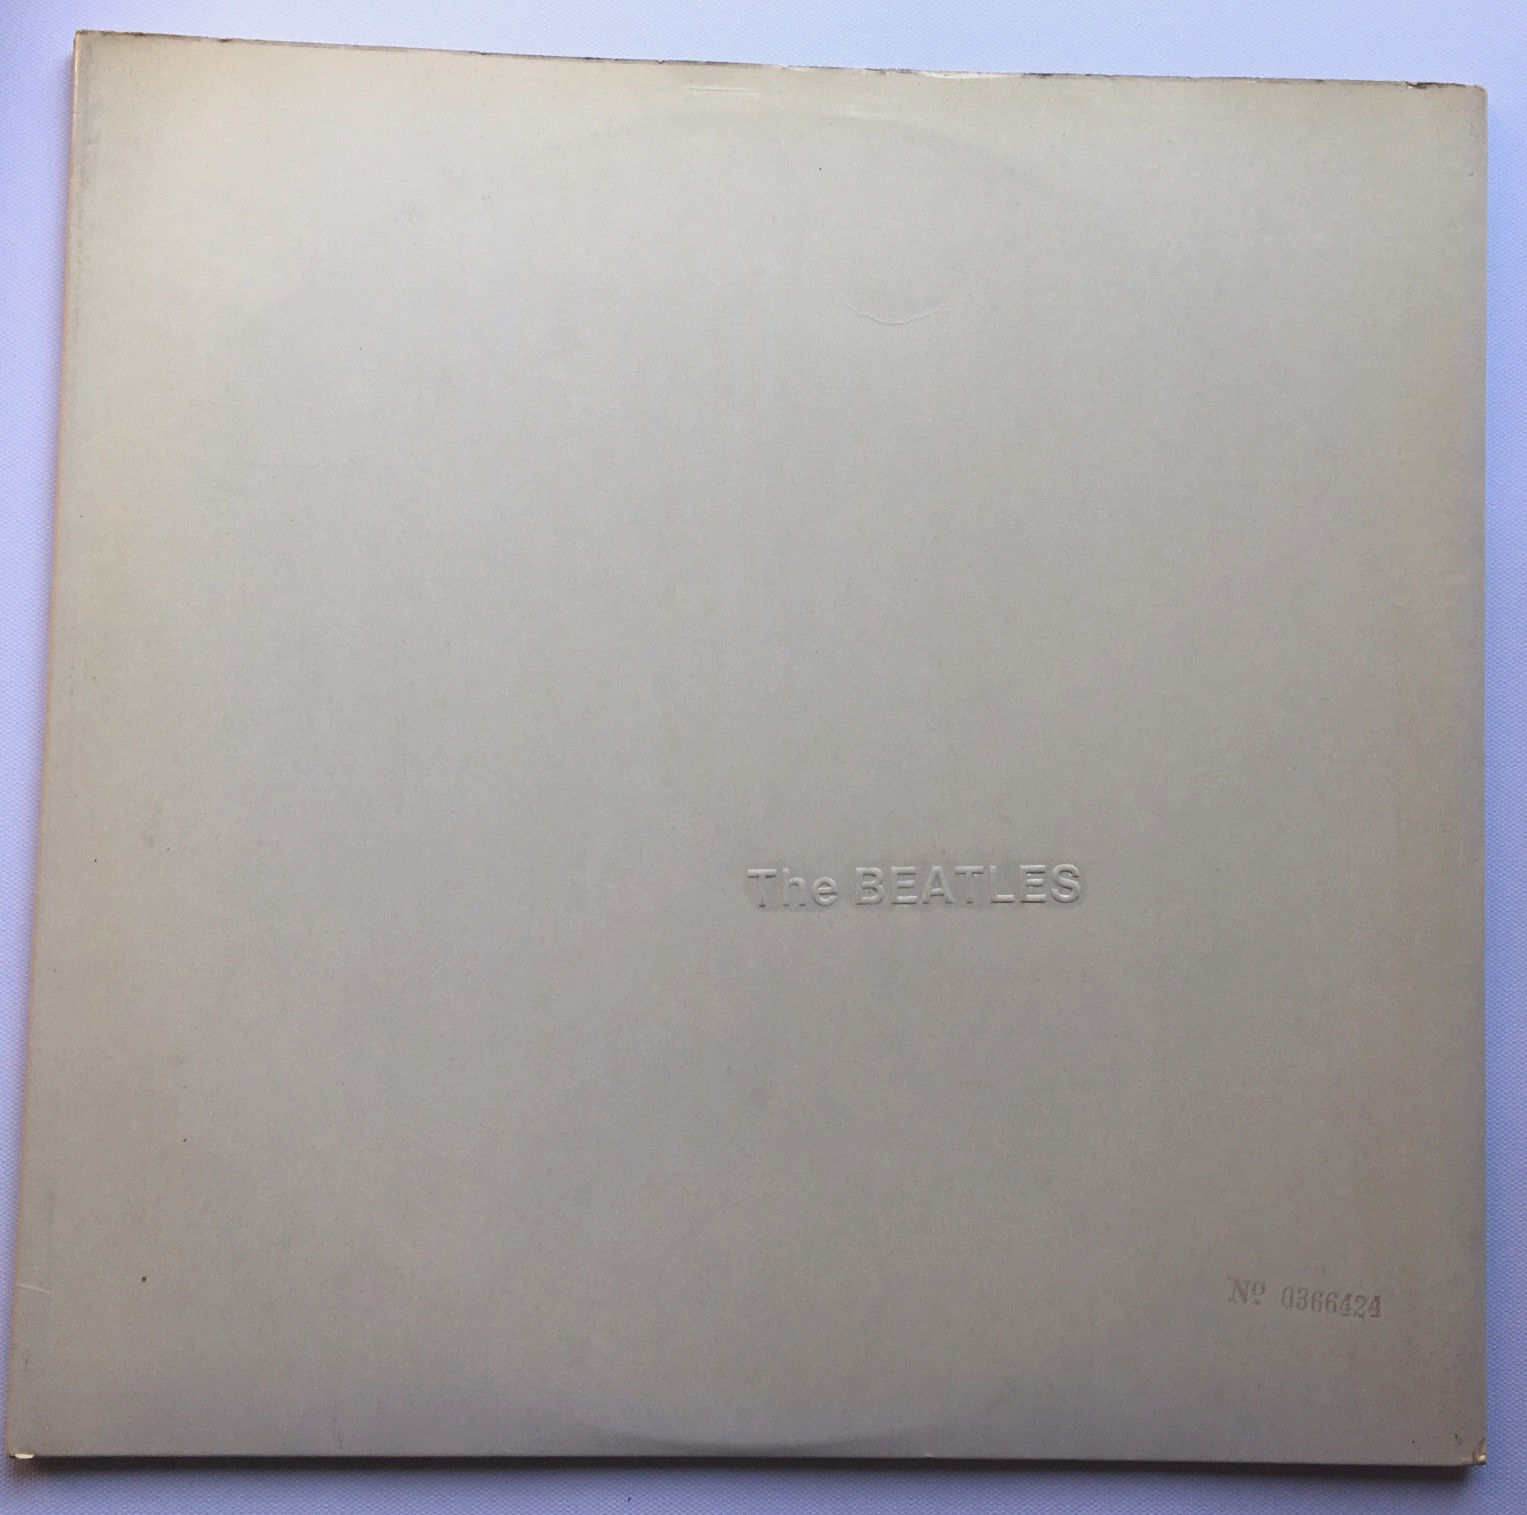 The BEATLES
Nº 0366424